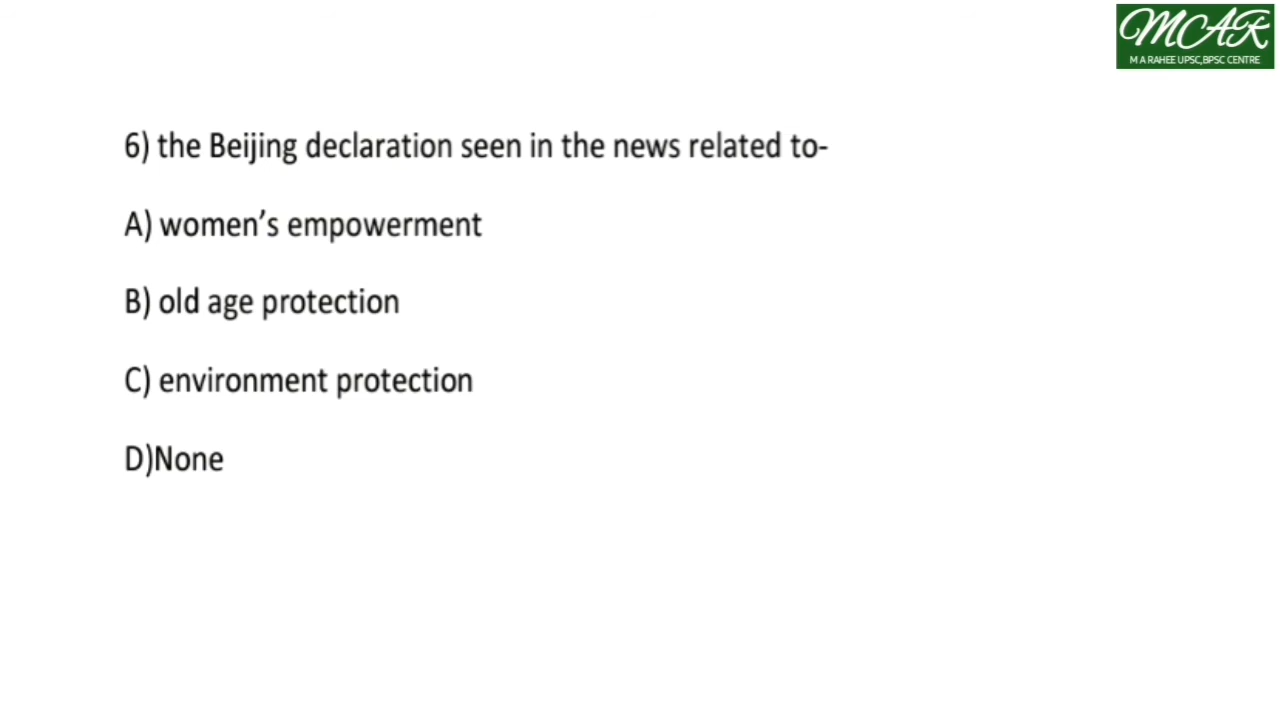 MCAR
M A RAHEE UPSC,BPSC CENTRE
6) the Beijing declaration seen in the news related to-
A) women’s empowerment
B) old age protection
C) environment protection
D)None